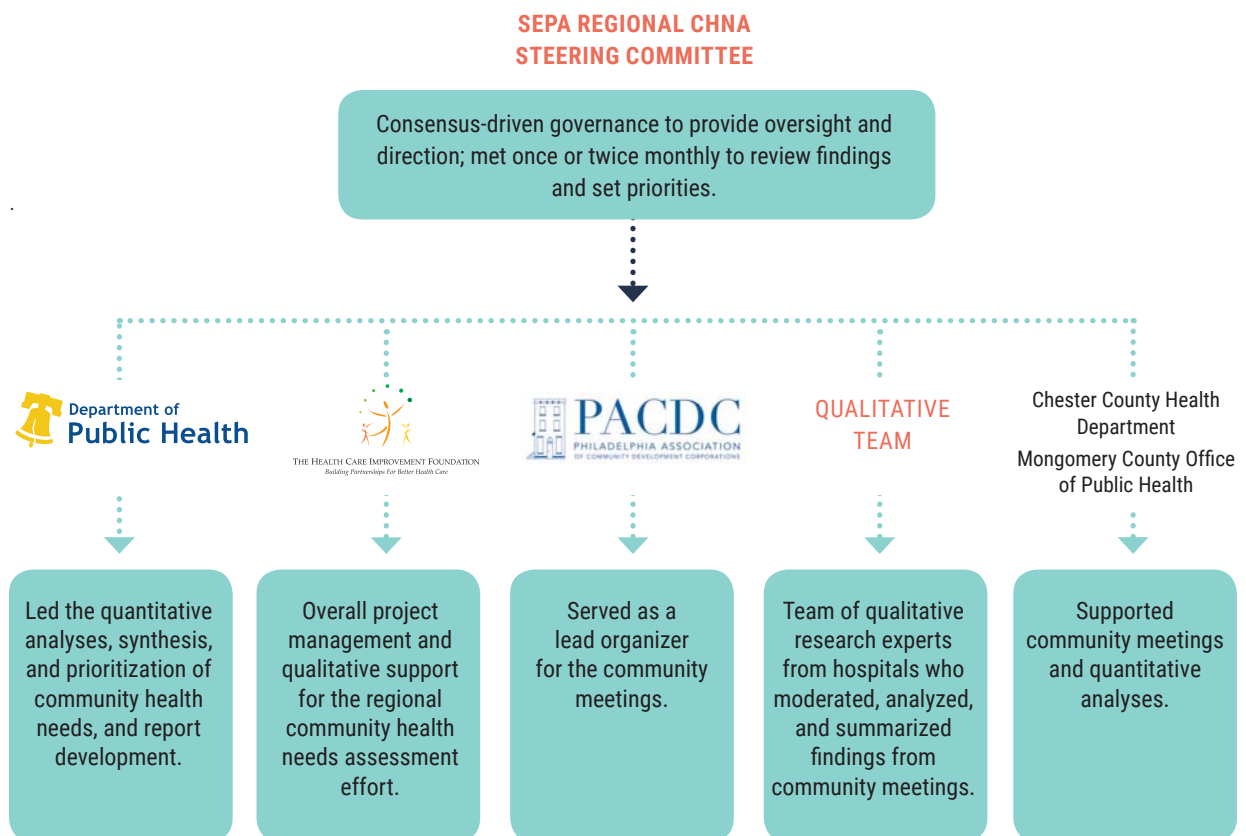 SEPA REGIONAL CHNA
STEERING COMMITTEE
Consensus-driven governance to provide oversight and
direction; met once or twice monthly to review findings
and set priorities.
.
Department of
Public Health
THE HEALTH CARE IMPROVEMENT FOUNDATION
Building Partnerships For Better Health Care
PACDC
PHILADELPHIA ASSOCIATION
OF COMMUNITY DEVELOPMENT CORPORATIONS
QUALITATIVE
TEAM
Chester County Health
Department
Mongomery County Office
of Public Health
Led the quantitative
analyses, synthesis,
and prioritization of
community health
needs, and report
development.
Overall project
management and
qualitative support
for the regional
community health
needs assessment
effort.
Served as a
lead organizer
for the community
meetings.
Team of qualitative
research experts
from hospitals who
moderated, analyzed,
and summarized
findings from
community meetings.
Supported
community meetings
and quantitative
analyses.